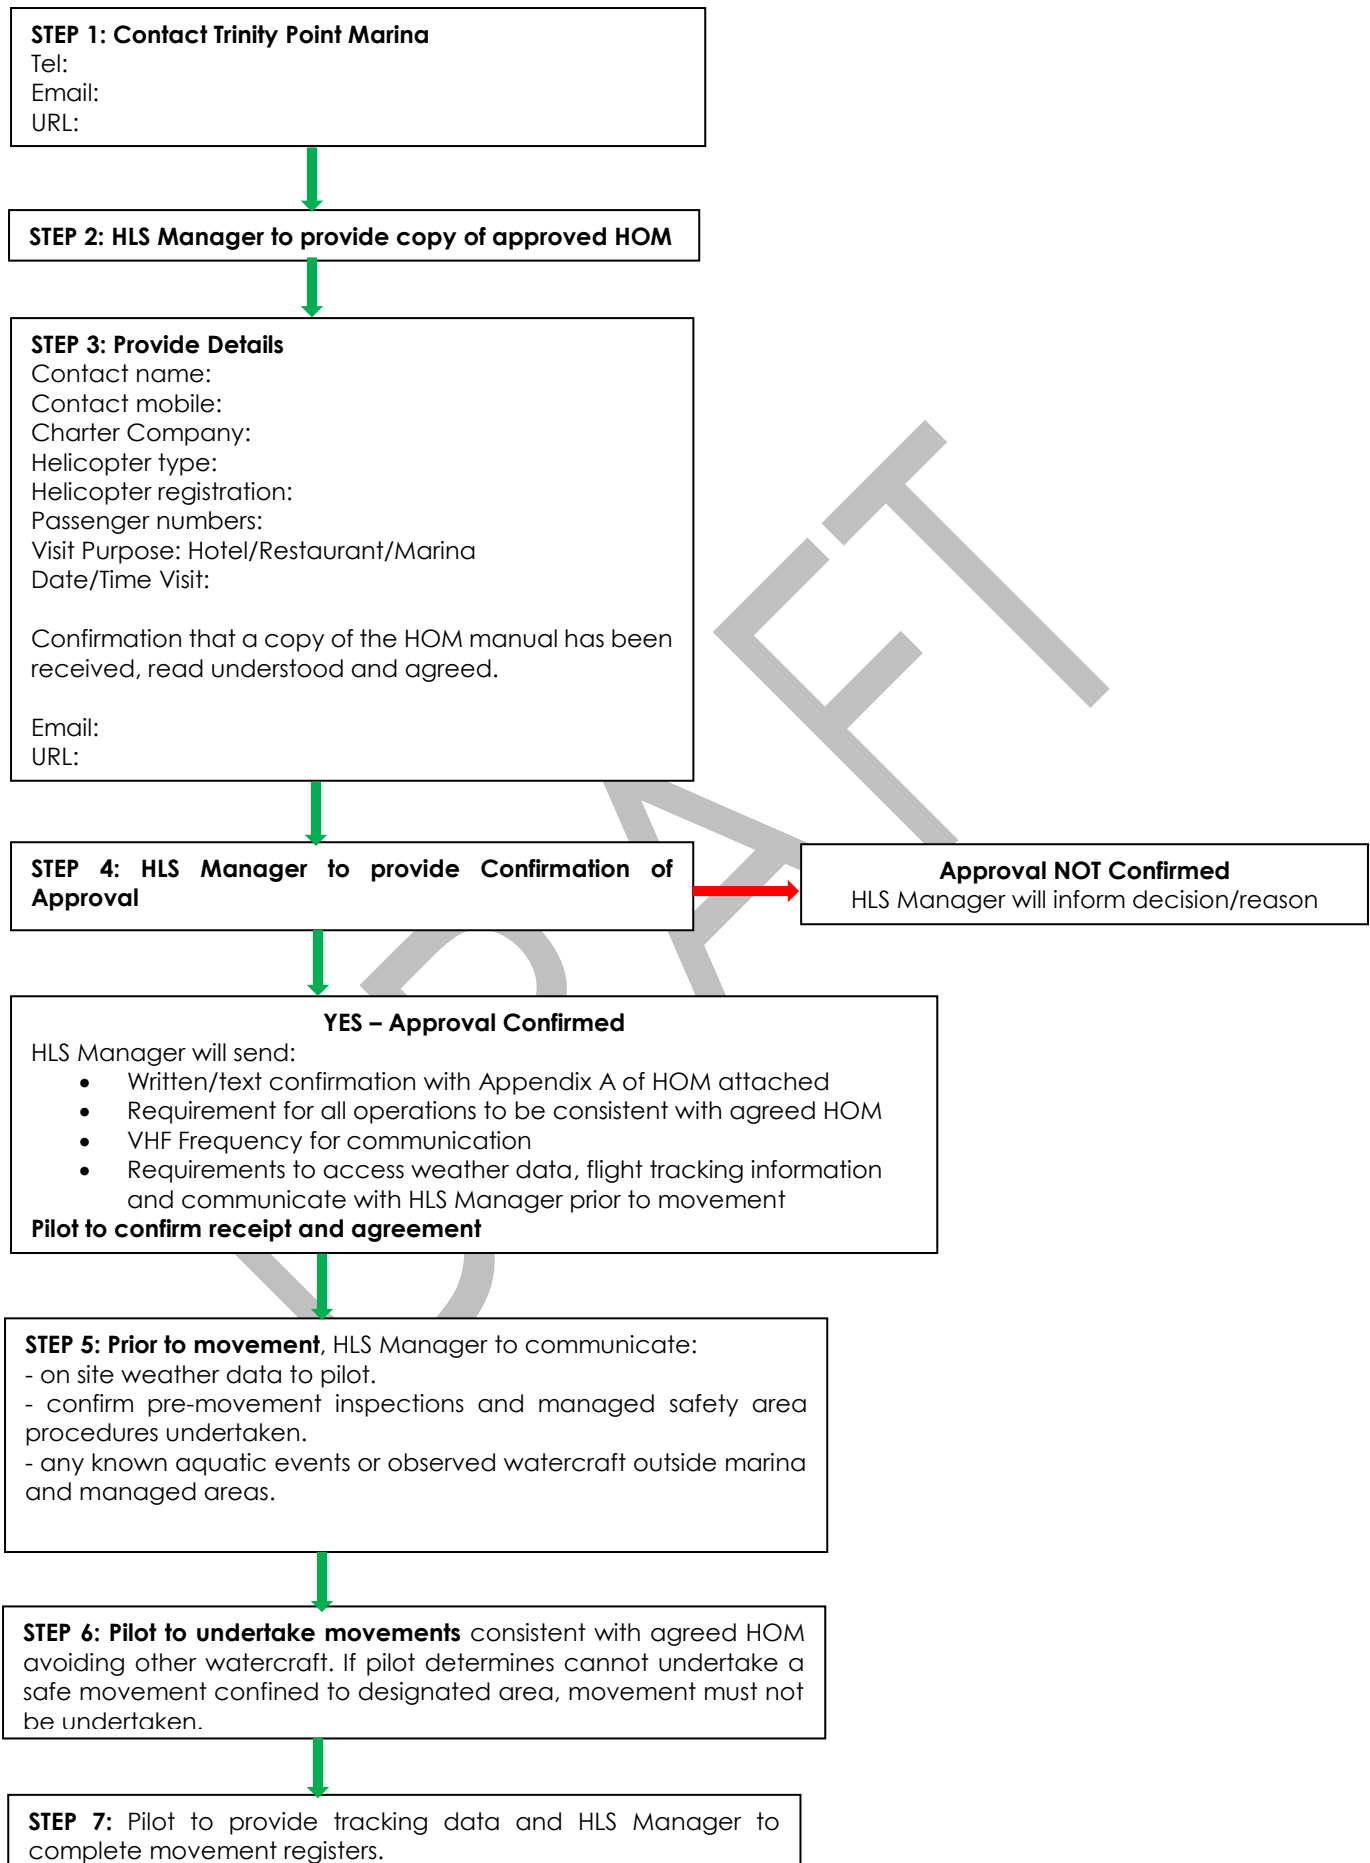 STEP 1: Contact Trinity Point Marina
Tel:
Email:
URL:
STEP 2: HLS Manager to provide copy of approved HOM
STEP 3: Provide Details
Contact name:
Contact mobile:
Charter Company:
Helicopter type:
Helicopter registration:
Passenger numbers:
Visit Purpose: Hotel/Restaurant/Marina
Date/Time Visit:
Confirmation that a copy of the HOM manual has been
received, read understood and agreed.
Email:
URL:
STEP 4: HLS Manager to provide Confirmation of
Approval
Approval NOT Confirmed
HLS Manager will inform decision/reason
YES – Approval Confirmed
HLS Manager will send:
• Written/text confirmation with Appendix A of HOM attached
• Requirement for all operations to be consistent with agreed HOM
• VHF Frequency for communication
• Requirements to access weather data, flight tracking information
and communicate with HLS Manager prior to movement
Pilot to confirm receipt and agreement
STEP 5: Prior to movement, HLS Manager to communicate:
- on site weather data to pilot.
- confirm pre-movement inspections and managed safety area
procedures undertaken.
- any known aquatic events or observed watercraft outside marina
and managed areas.
STEP 6: Pilot to undertake movements consistent with agreed HOM
avoiding other watercraft. If pilot determines cannot undertake a
safe movement confined to designated area, movement must not
be undertaken.
STEP 7: Pilot to provide tracking data and HLS Manager to
complete movement registers.
DRAFT